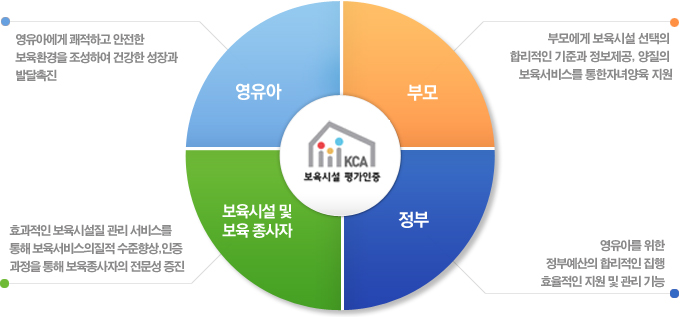 영유아에게 쾌적하고 안전한
보육환경을 조성하여 건강한 성장과
발달촉진
부모에게 보육시설 선택의
합리적인 기준과 정보제공, 양질의
보육서비스를 통한자녀양육 지원
영유아
부모
KCA
보육시설 평가인증
보육시설 및
보육 종사자
정부
효과적인 보육시설질 관리 서비스를
통해 보육서비스의질적 수준향상,인증
과정을 통해 보육종사자의 전문성 증진
영유아를 위한
정부예산의 합리적인 집행
효율적인 지원 및 관리 기능